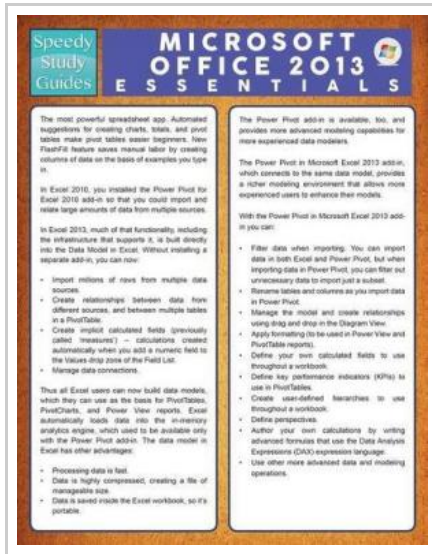 Speedy
Study
Guides
MICROSOFT
OFFICE 2013
ESSENTIALS
The most powerful spreadsheet app. Automated
suggestions for creating charts, totals, and pivot
tables make pivot tables easier beginners. New
FlashFill feature saves manual labor by creating
columns of data on the basis of examples you type
in.
In Excel 2010, you installed the Power Pivot for
Excel 2010 add-in so that you could import and
relate large amounts of data from multiple sources.
In Excel 2013, much of that functionality, including
the infrastructure that supports it, is built directly
into the Data Model in Excel. Without installing a
separate add-in, you can now:
• Import millions of rows from multiple data
sources.
• Create relationships between data from
different sources, and between multiple tables
in a PivotTable.
• Create implicit calculated fields (previously
called 'measures') – calculations created
automatically when you add a numeric field to
the Values drop zone of the Field List.
• Manage data connections.
Thus all Excel users can now build data models,
which they can use as the basis for PivotTables,
PivotCharts, and Power View reports. Excel
automatically loads data into the in-memory
analytics engine, which used to be available only
with the Power Pivot add-in. The data model in
Excel has other advantages:
• Processing data is fast.
• Data is highly compressed, creating a file of
manageable size.
• Data is saved inside the Excel workbook, so it's
portable.
The Power Pivot add-in is available, too, and
provides more advanced modeling capabilities for
more experienced data modelers.
The Power Pivot in Microsoft Excel 2013 add-in,
which connects to the same data model, provides
a richer modeling environment that allows more
experienced users to enhance their models.
With the Power Pivot in Microsoft Excel 2013 add-
in you can:
• Filter data when importing. You can import
data in both Excel and Power Pivot, but when
importing data in Power Pivot, you can filter out
unnecessary data to import just a subset.
• Rename tables and columns as you import data
in Power Pivot.
• Manage the model and create relationships
using drag and drop in the Diagram View.
• Apply formatting (to be used in Power View and
PivotTable reports).
• Define your own calculated fields to use
throughout a workbook.
• Define key performance indicators (KPIs) to
use in PivotTables.
• Create user-defined hierarchies to use
throughout a workbook.
• Define perspectives.
• Author your own calculations by writing
advanced formulas that use the Data Analysis
Expressions (DAX) expression language.
• Use other more advanced data and modeling
operations.